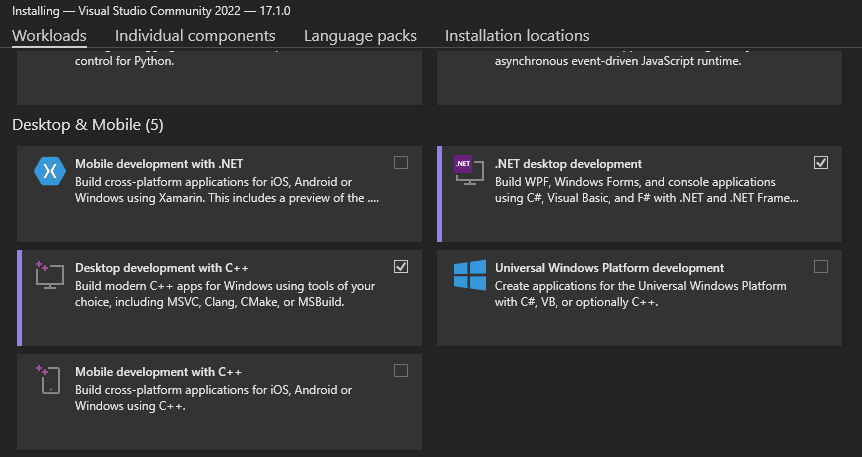 Installing — Visual Studio Community 2022 — 17.1.0
Workloads Individual components Language packs Installation locations
control for Python.
asynchronous event-driven JavaScript runtime.
Desktop & Mobile (5)
Mobile development with .NET
Build cross-platform applications for iOS, Android or
Windows using Xamarin. This includes a preview of the ....
.NET
.NET desktop development
Build WPF, Windows Forms, and console applications
using C#, Visual Basic, and F# with .NET and .NET Frame...
Desktop development with C++
Build modern C++ apps for Windows using tools of your
choice, including MSVC, Clang, CMake, or MSBuild.
Universal Windows Platform development
Create applications for the Universal Windows Platform
with C#, VB, or optionally C++.
Mobile development with C++
Build cross-platform applications for iOS, Android or
Windows using C++.